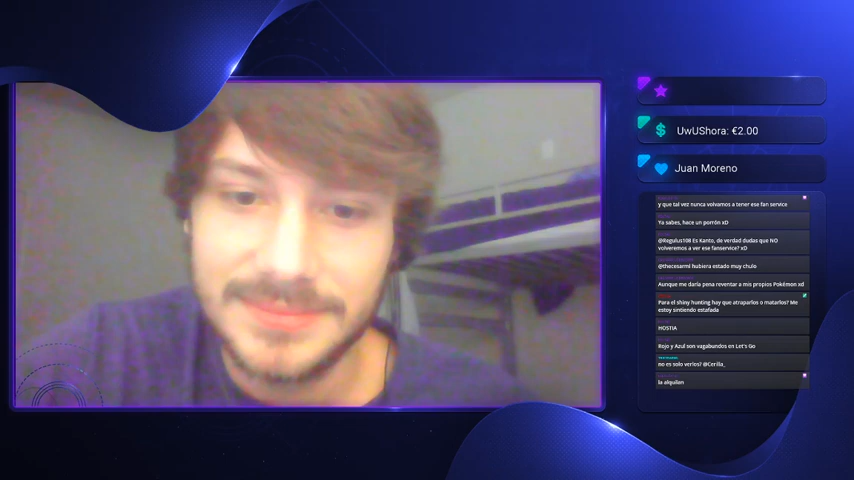 UwUShora: €2.00
Juan Moreno
y que tal vez nunca volvamos a tener ese fan service
Ya sabes, hace un porrón xD
@Regulus108 Es Kanto, de verdad dudas que NO
volveremos a ver ese fanservice? xD
@thecesarmi hubiera estado muy chulo
Aunque me daría pena reventar a mis propios Pokémon xd
Para el shiny hunting hay que atraparlos o matarlos? Me
estoy sintiendo estafada
HOSTIA
Rojo y Azul son vagabundos en Let's Go
no es solo verlos? @Cerilla_
la alquilan